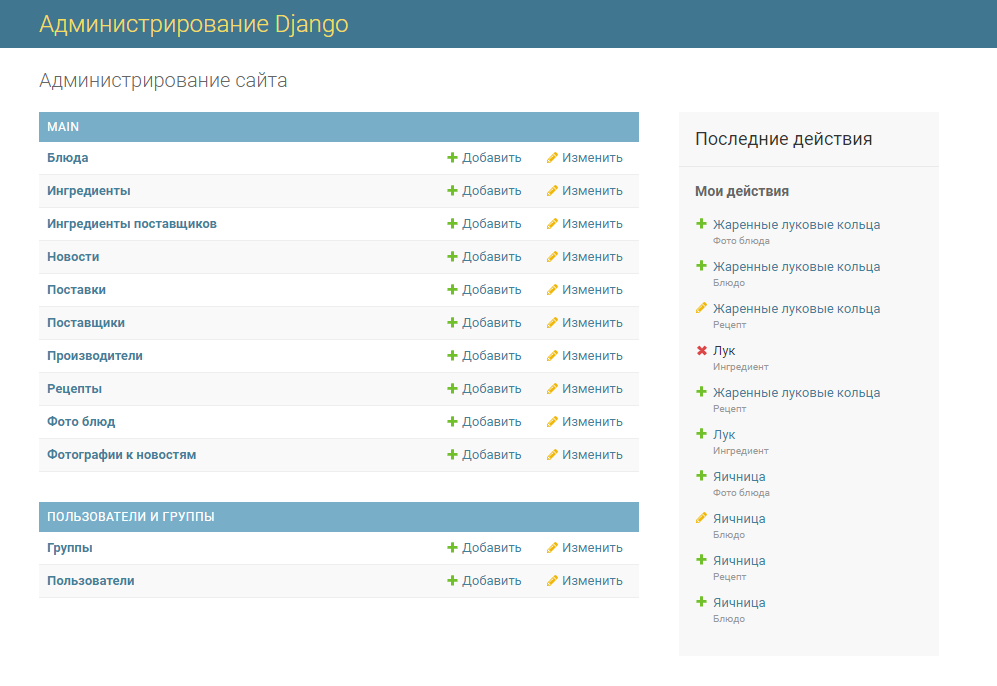 Администрирование Django
Администрирование сайта
MAIN
Блюда Добавить Изменить
Ингредиенты Добавить Изменить
Ингредиенты поставщиков Добавить Изменить
Новости Добавить Изменить
Поставки Добавить Изменить
Поставщики Добавить Изменить
Производители Добавить Изменить
Рецепты Добавить Изменить
Фото блюд Добавить Изменить
Фотографии к новостям Добавить Изменить
ПОЛЬЗОВАТЕЛИ И ГРУППЫ
Группы Добавить Изменить
Пользователи Добавить Изменить
Последние действия
Мои действия
Жаренные луковые кольца
Фото блюда
Жаренные луковые кольца
Блюдо
Жаренные луковые кольца
Рецепт
Лук
Ингредиент
Жаренные луковые кольца
Рецепт
Лук
Ингредиент
Яичница
Фото блюда
Яичница
Блюдо
Яичница
Рецепт
Яичница
Блюдо